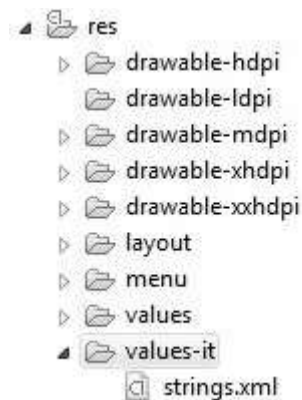 res
drawable-hdpi
drawable-ldpi
drawable-mdpi
drawable-xhdpi
drawable-xxhdpi
layout
menu
values
values-it
strings.xml